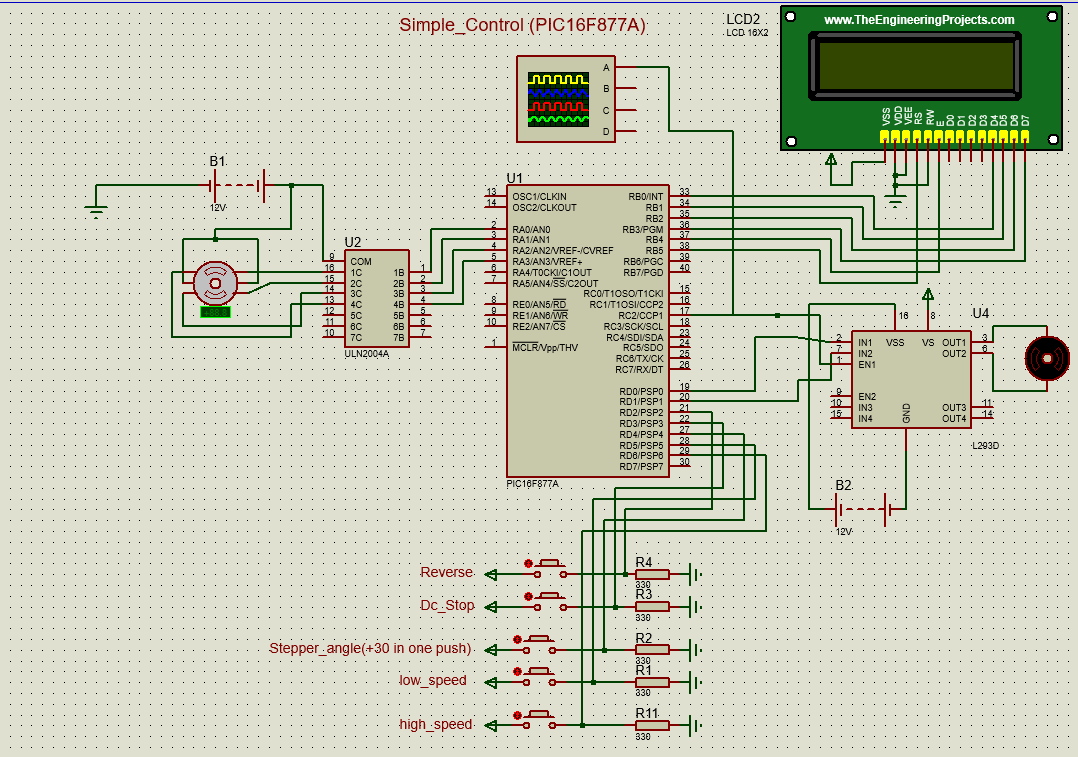 Simple_Control (PIC16F877A)
LCD2
LCD 16X2
www.TheEngineeringProjects.com
VSS VDD VEE RS RW E D0 D1 D2 D3 D4 D5 D6 D7
A
B
C
D
B1
12V
U1
13 OSC1/CLKIN RB0/INT 33
14 OSC2/CLKOUT RB1 34
RB2 35
2 RA0/AN0 RB3/PGM 36
3 RA1/AN1 RB4 37
4 RA2/AN2/VREF-/CVREF RB5 38
5 RA3/AN3/VREF+ RB6/PGC 39
6 RA4/T0CKI/C1OUT RB7/PGD 40
7 RA5/AN4/SS/C2OUT
RC0/T1OSO/T1CKI 15
8 RE0/AN5/RD RC1/T1OSI/CCP2 16
9 RE1/AN6/WR RC2/CCP1 17
10 RE2/AN7/CS RC3/SCK/SCL 18
RC4/SDI/SDA 23
1 MCLR/Vpp/THV RC5/SDO 24
RC6/TX/CK 25
RC7/RX/DT 26
RD0/PSP0 19
RD1/PSP1 20
RD2/PSP2 21
RD3/PSP3 22
RD4/PSP4 27
RD5/PSP5 28
RD6/PSP6 29
RD7/PSP7 30
PIC16F877A
U2
9 COM
16 1C 1B 1
15 2C 2B 2
14 3C 3B 3
13 4C 4B 4
12 5C 5B 5
11 6C 6B 6
10 7C 7B 7
ULN2004A
U4
16 8
2 IN1 VSS VS OUT1 3
7 IN2 OUT2 6
1 EN1
9 EN2
10 IN3 OUT3 11
15 IN4 GND OUT4 14
L293D
B2
12V
Reverse
R4
330
Dc_Stop
R3
330
Stepper_angle(+30 in one push)
R2
330
low_speed
R1
330
high_speed
R11
330